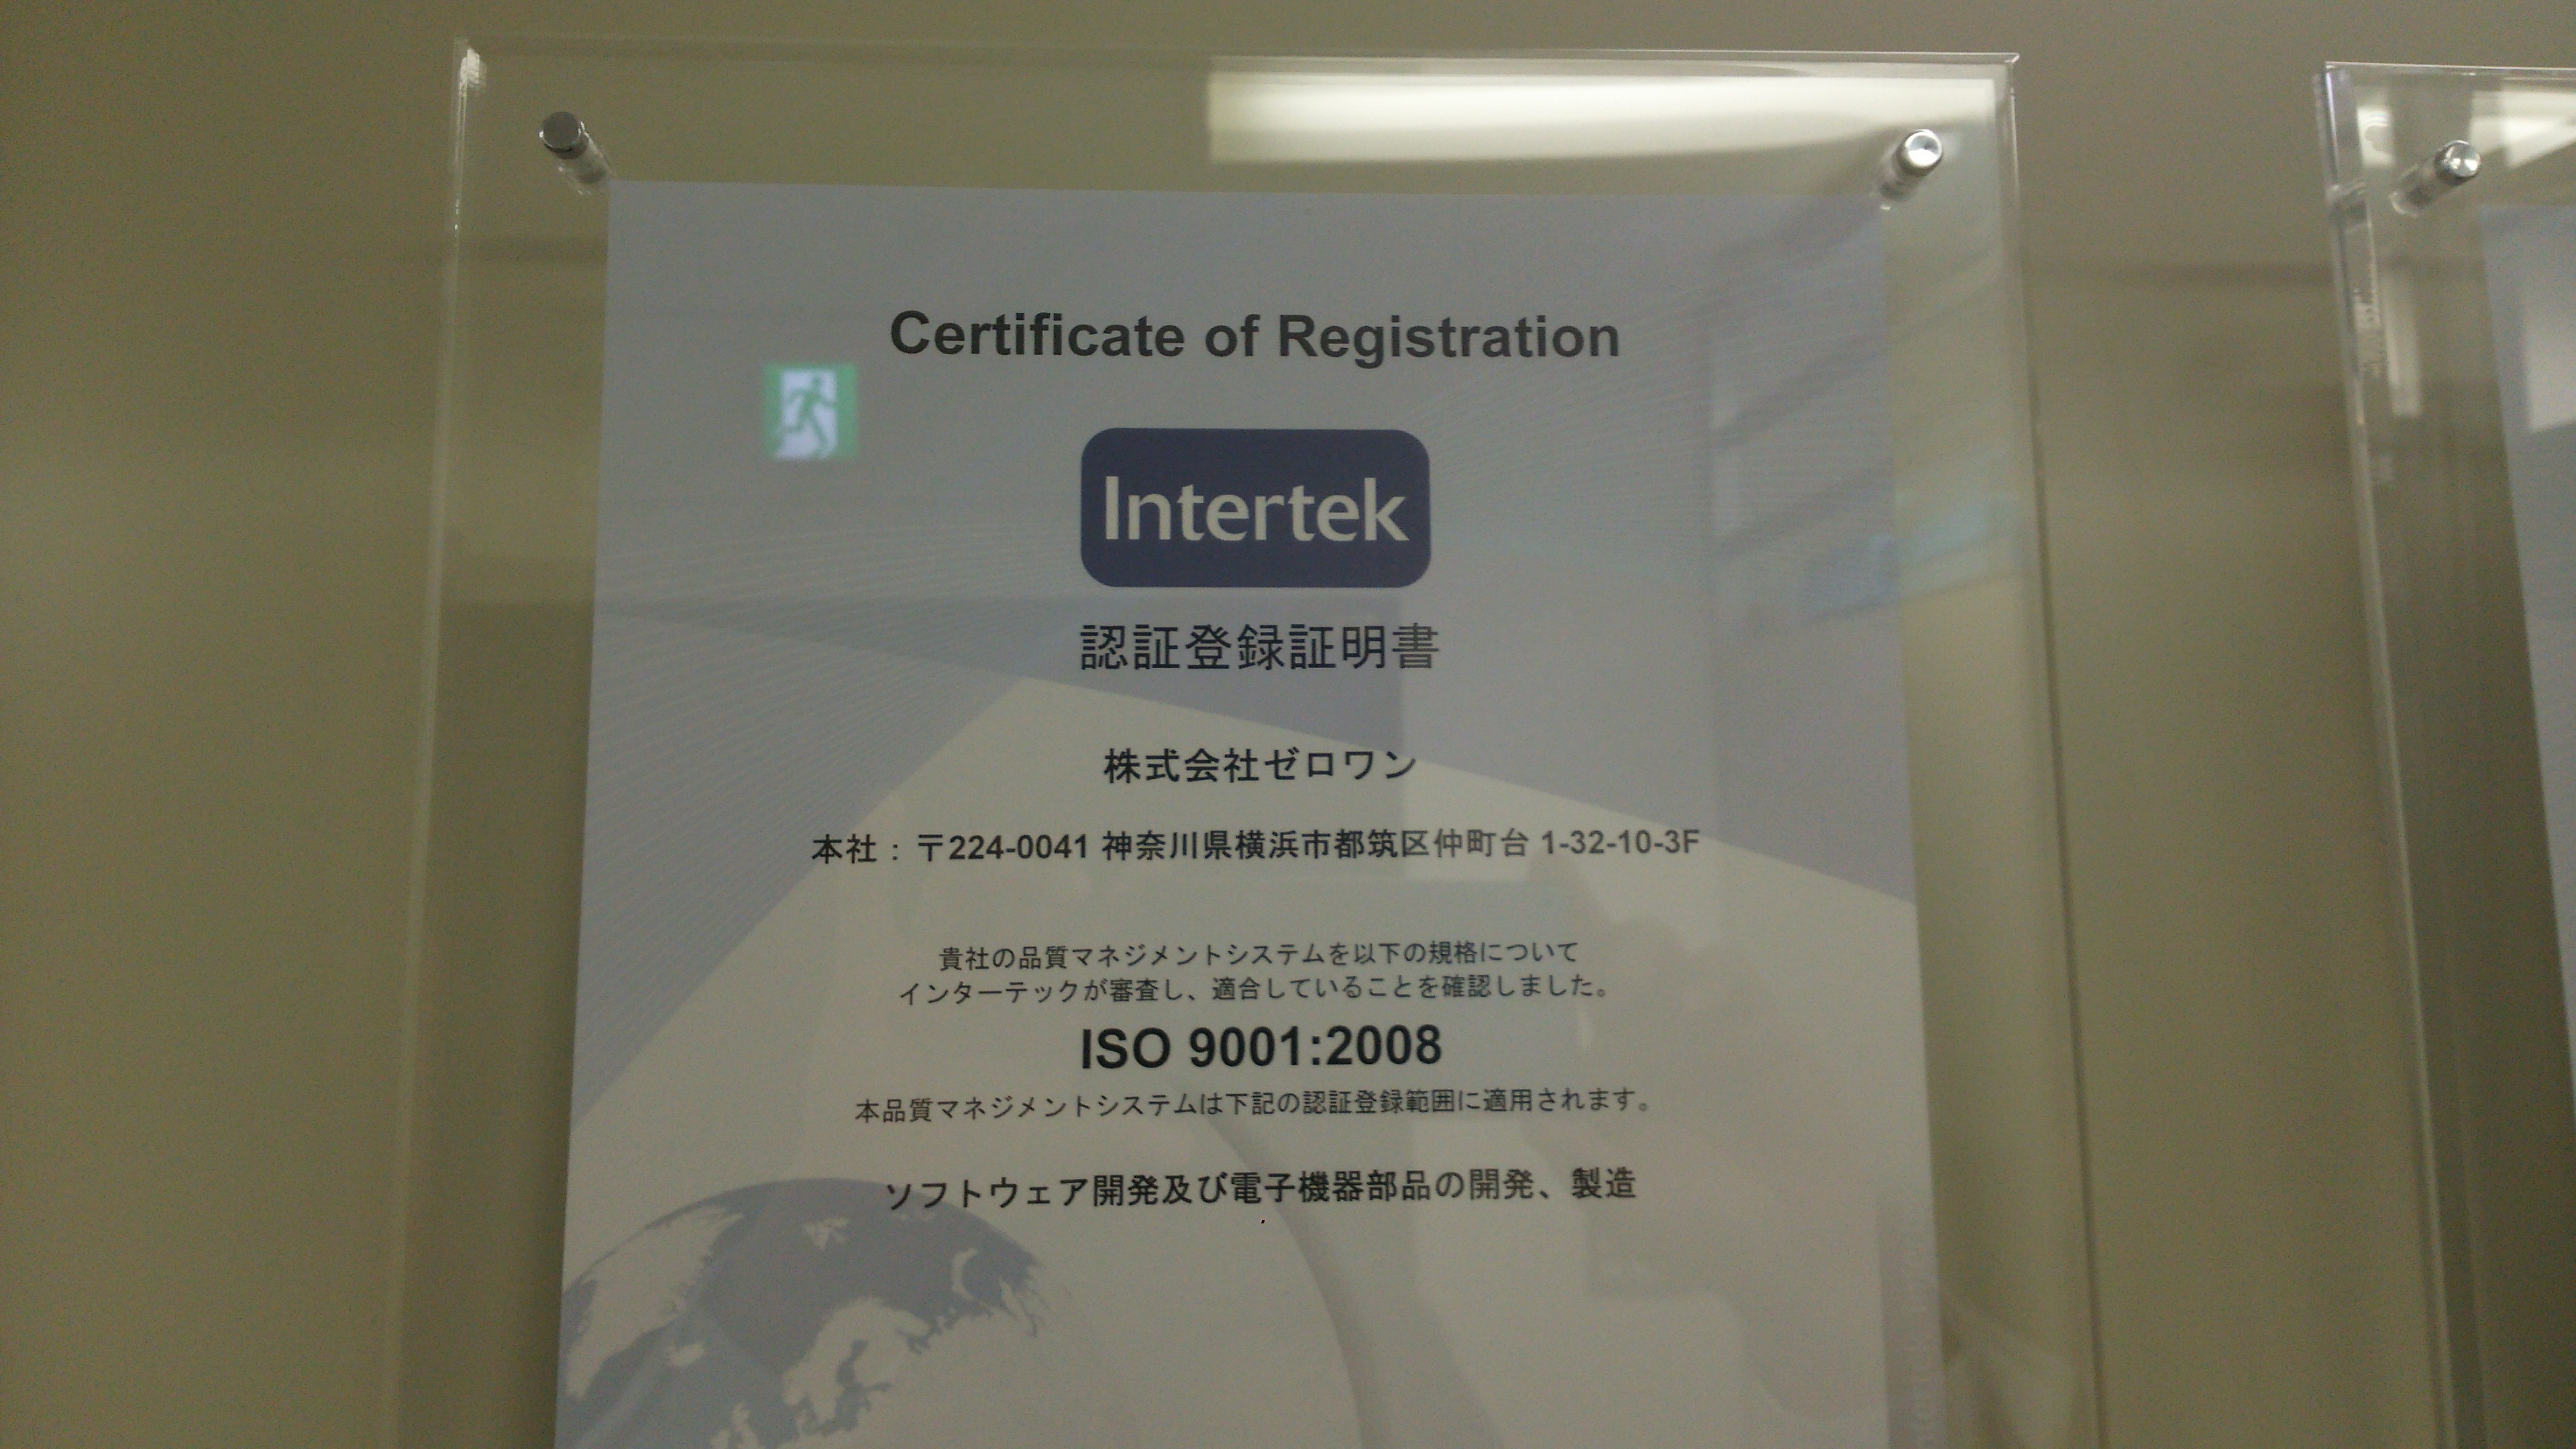 Certificate of Registration
Intertek
認証登録証明書
株式会社ゼロワン
本社：〒224-0041 神奈川県横浜市都筑区仲町台 1-32-10-3F
貴社の品質マネジメントシステムを以下の規格について
インターテックが審査し、適合していることを確認しました。
ISO 9001:2008
本品質マネジメントシステムは下記の認証登録範囲に適用されます。
ソフトウェア開発及び電子機器部品の開発、製造